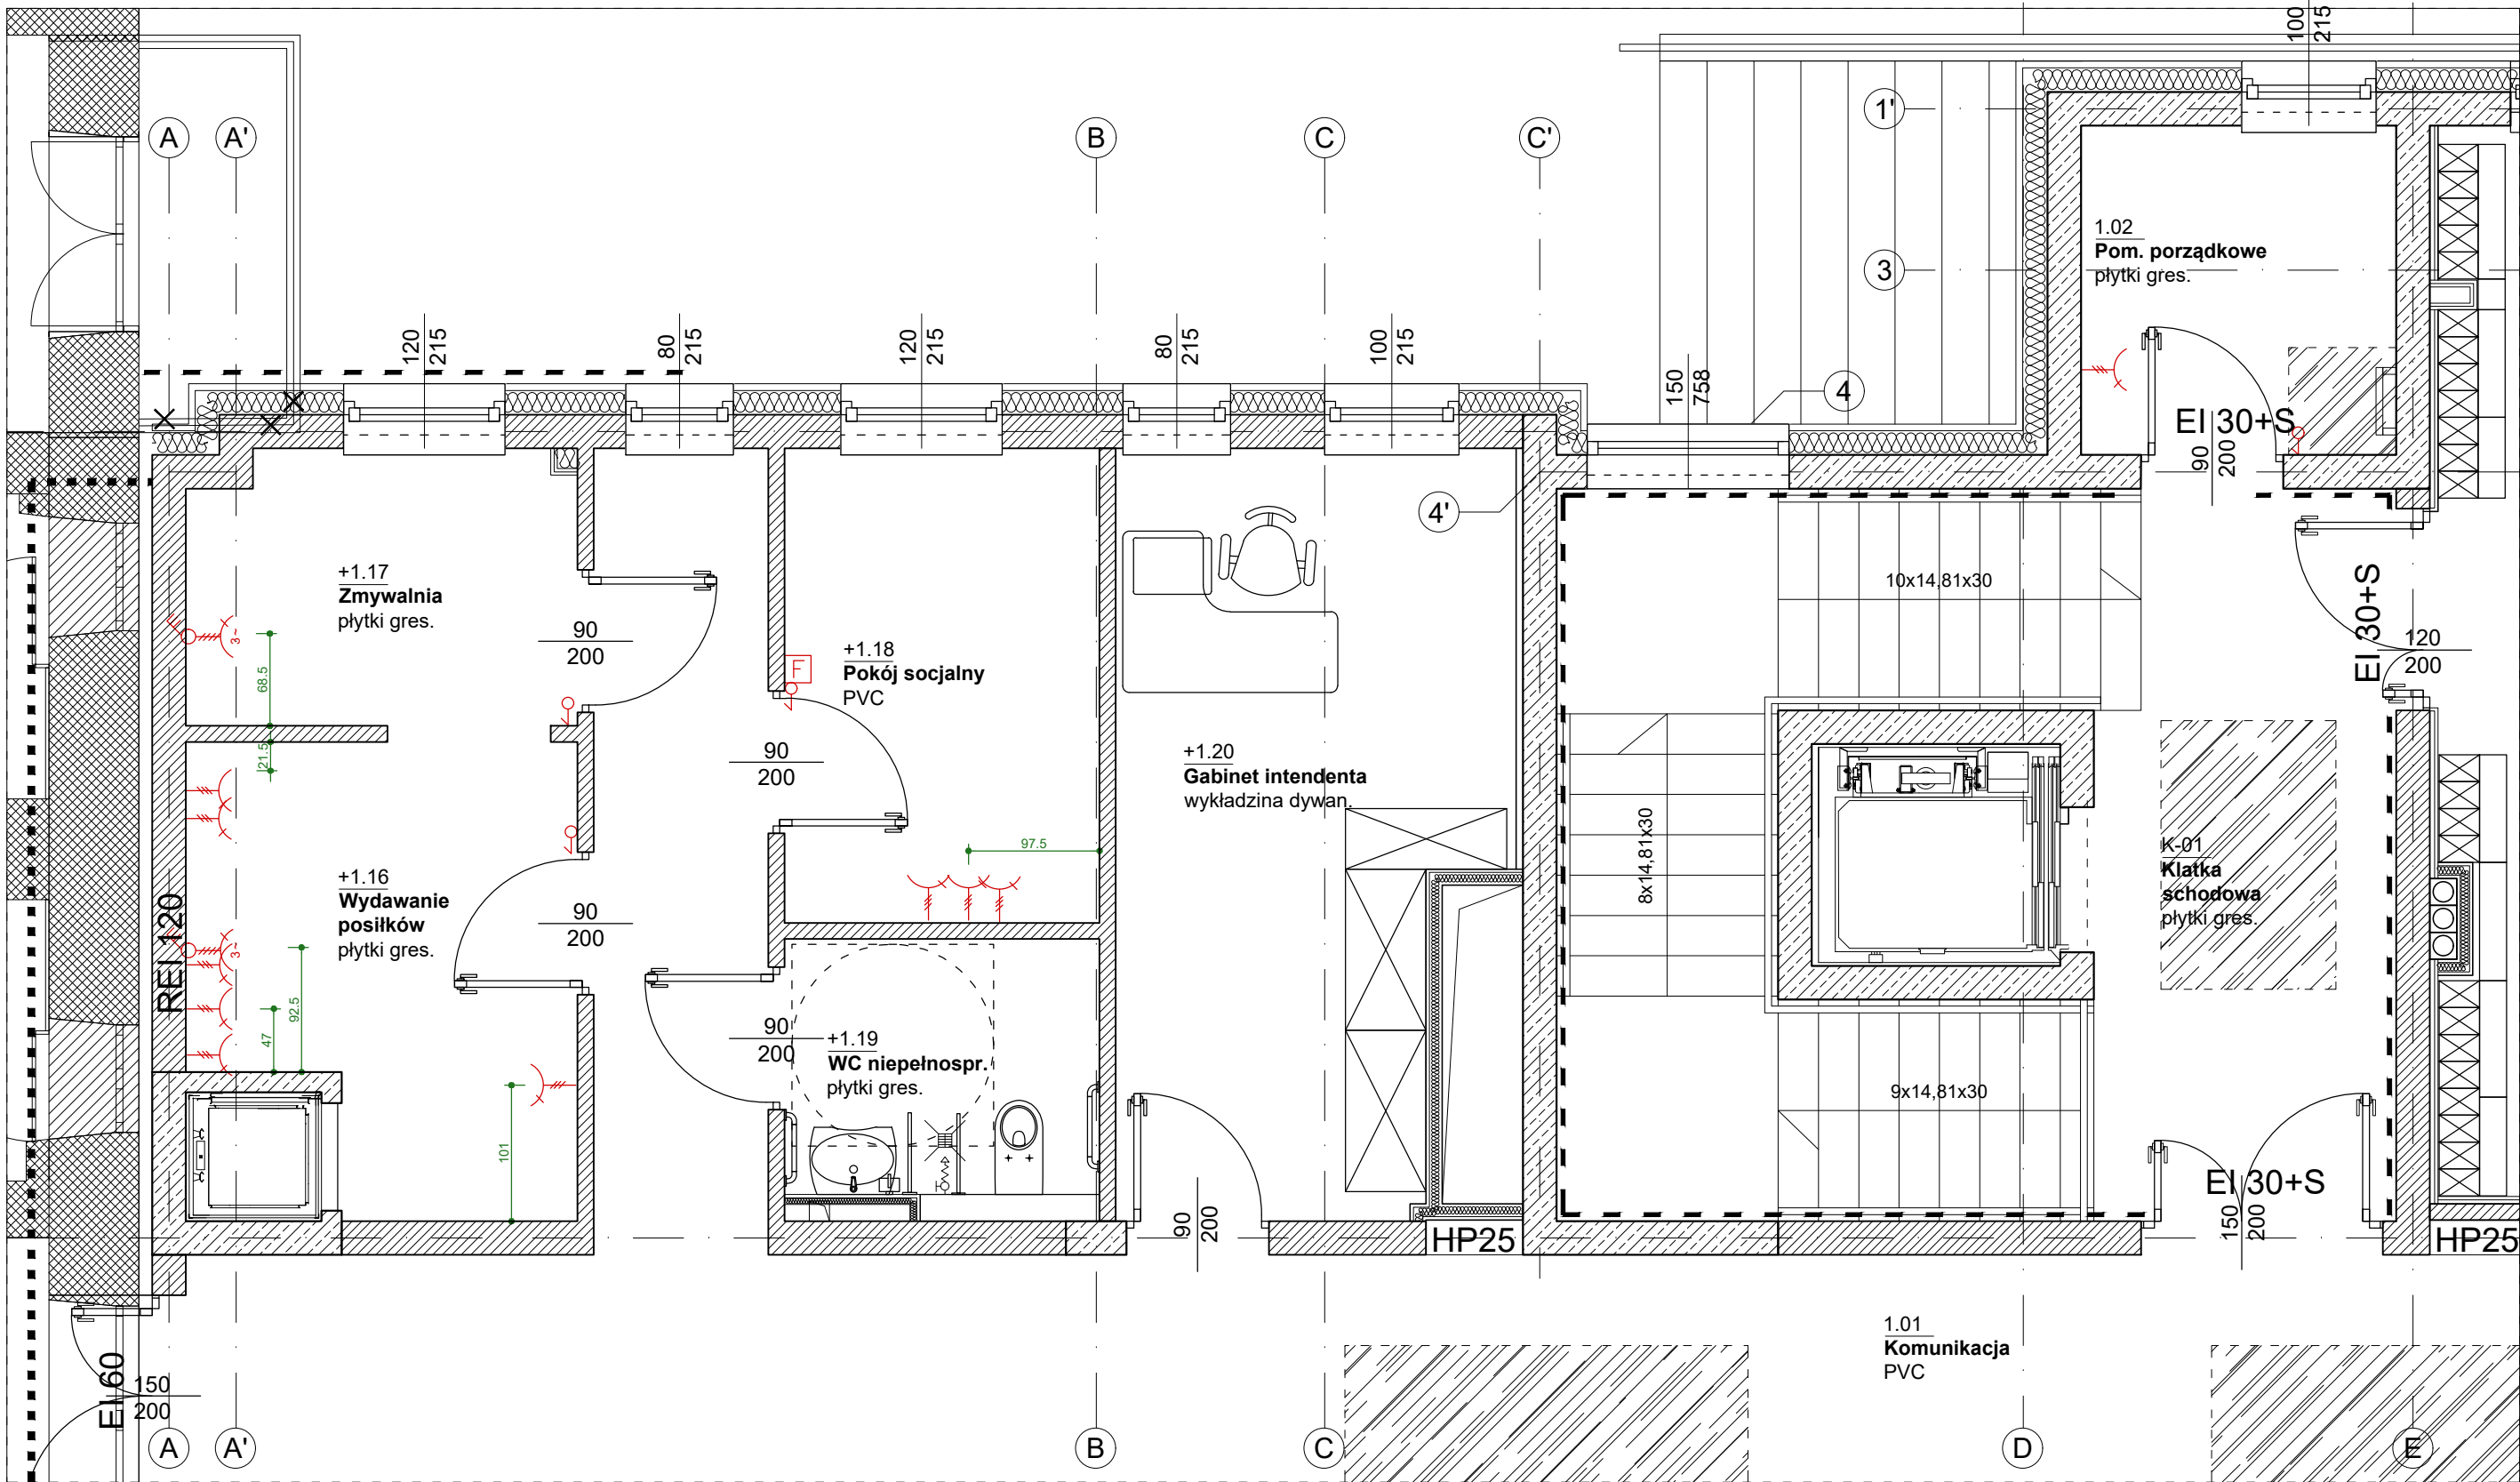 100
215
A
A'
B
C
C'
1'
3
1.02
Pom. porządkowe
płytki gres.
120
215
80
215
120
215
80
215
100
215
150
758
4
EI 30+S
90
200
4'
10x14,81x30
+1.17
Zmywalnia
płytki gres.
3~
68.5
21.5
90
200
F
+1.18
Pokój socjalny
PVC
90
200
+1.20
Gabinet intendenta
wykładzina dywan.
EI 30+S
120
200
97.5
8x14,81x30
K-01
Klatka
schodowa
płytki gres.
+1.16
Wydawanie
posiłków
płytki gres.
REI 120
3~
92.5
47
90
200
90
200
+1.19
WC niepełnospr.
płytki gres.
101
9x14,81x30
EI 30+S
150
200
90
200
HP25
HP25
1.01
Komunikacja
PVC
EI 60
150
200
A
A'
B
C
D
E